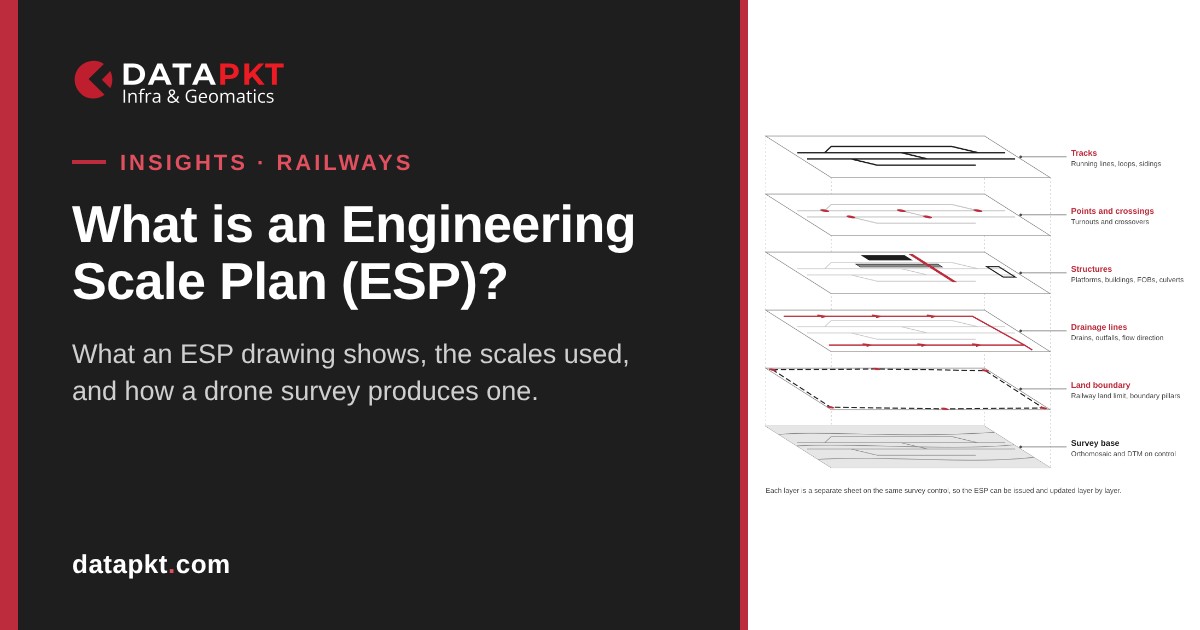 DATAPKT
Infra & Geomatics
INSIGHTS · RAILWAYS
What is an Engineering
Scale Plan (ESP)?
What an ESP drawing shows, the scales used,
and how a drone survey produces one.
datapkt.com
Tracks
Running lines, loops, sidings
Points and crossings
Turnouts and crossovers
Structures
Platforms, buildings, FOBs, culverts
Drainage lines
Drains, outfalls, flow direction
Land boundary
Railway land limit, boundary pillars
Survey base
Orthomosaic and DTM on control
Each layer is a separate sheet on the same survey control, so the ESP can be issued and updated layer by layer.